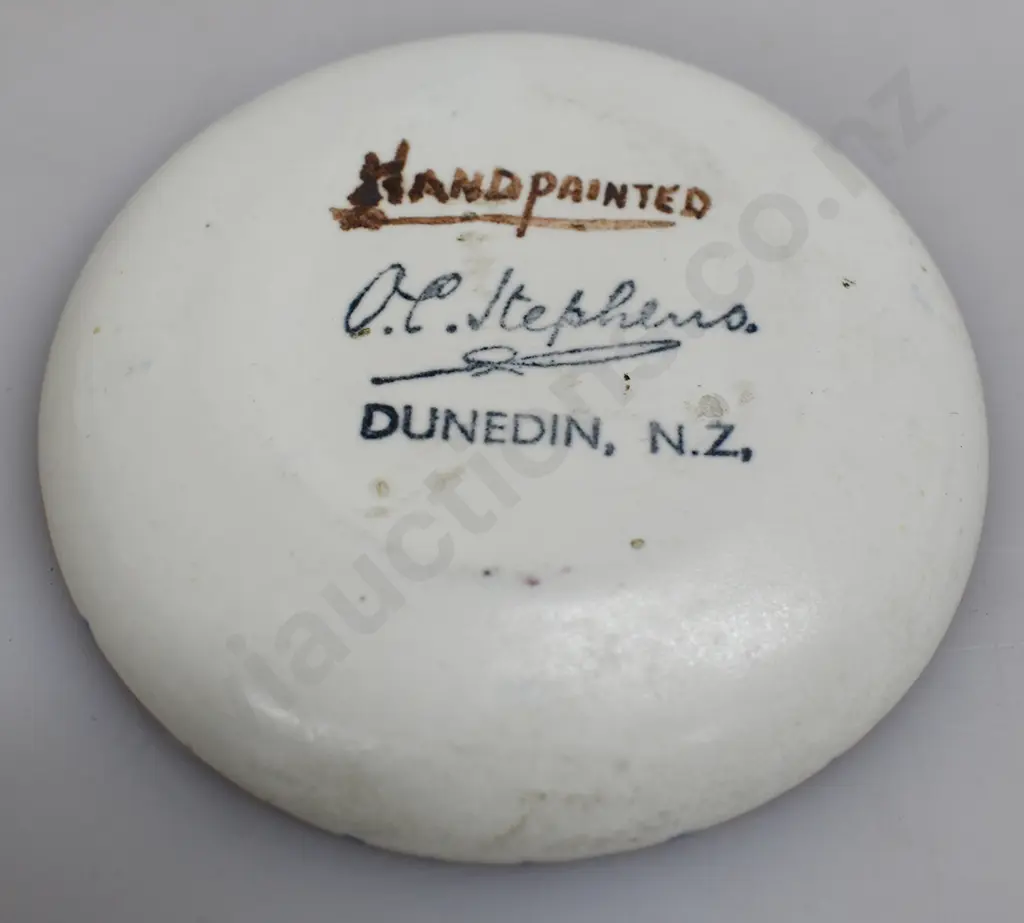 HANDPAINTED
O.C. Stephens.
DUNEDIN, N.Z,